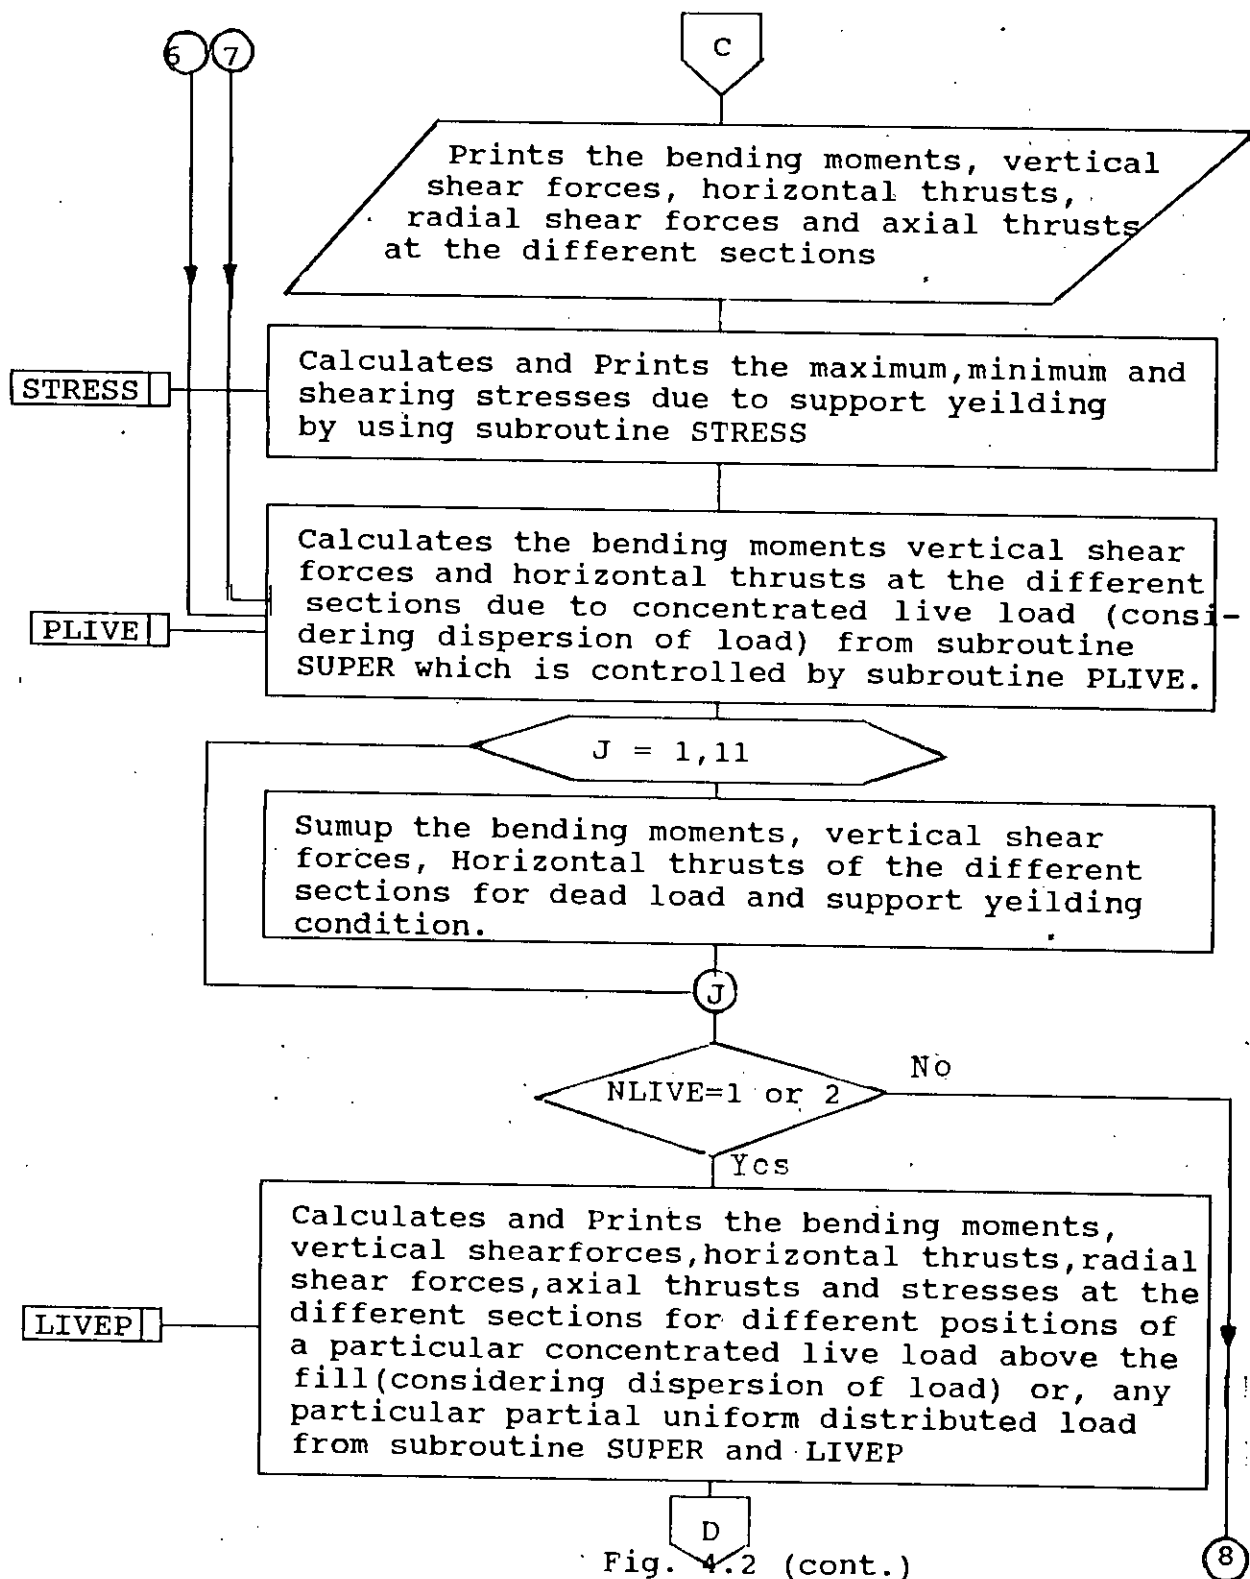 6 7
C
Prints the bending moments, vertical
shear forces, horizontal thrusts,
radial shear forces and axial thrusts
at the different sections
STRESS
Calculates and Prints the maximum,minimum and
shearing stresses due to support yeilding
by using subroutine STRESS
PLIVE
Calculates the bending moments vertical shear
forces and horizontal thrusts at the different
sections due to concentrated live load (consi-
dering dispersion of load) from subroutine
SUPER which is controlled by subroutine PLIVE.
J = 1,11
Sumup the bending moments, vertical shear
forces, Horizontal thrusts of the different
sections for dead load and support yeilding
condition.
J
NLIVE=1 or 2
No
Yes
LIVEP
Calculates and Prints the bending moments,
vertical shearforces,horizontal thrusts,radial
shear forces,axial thrusts and stresses at the
different sections for different positions of
a particular concentrated live load above the
fill(considering dispersion of load) or, any
particular partial uniform distributed load
from subroutine SUPER and LIVEP
D
8
Fig. 4.2 (cont.)